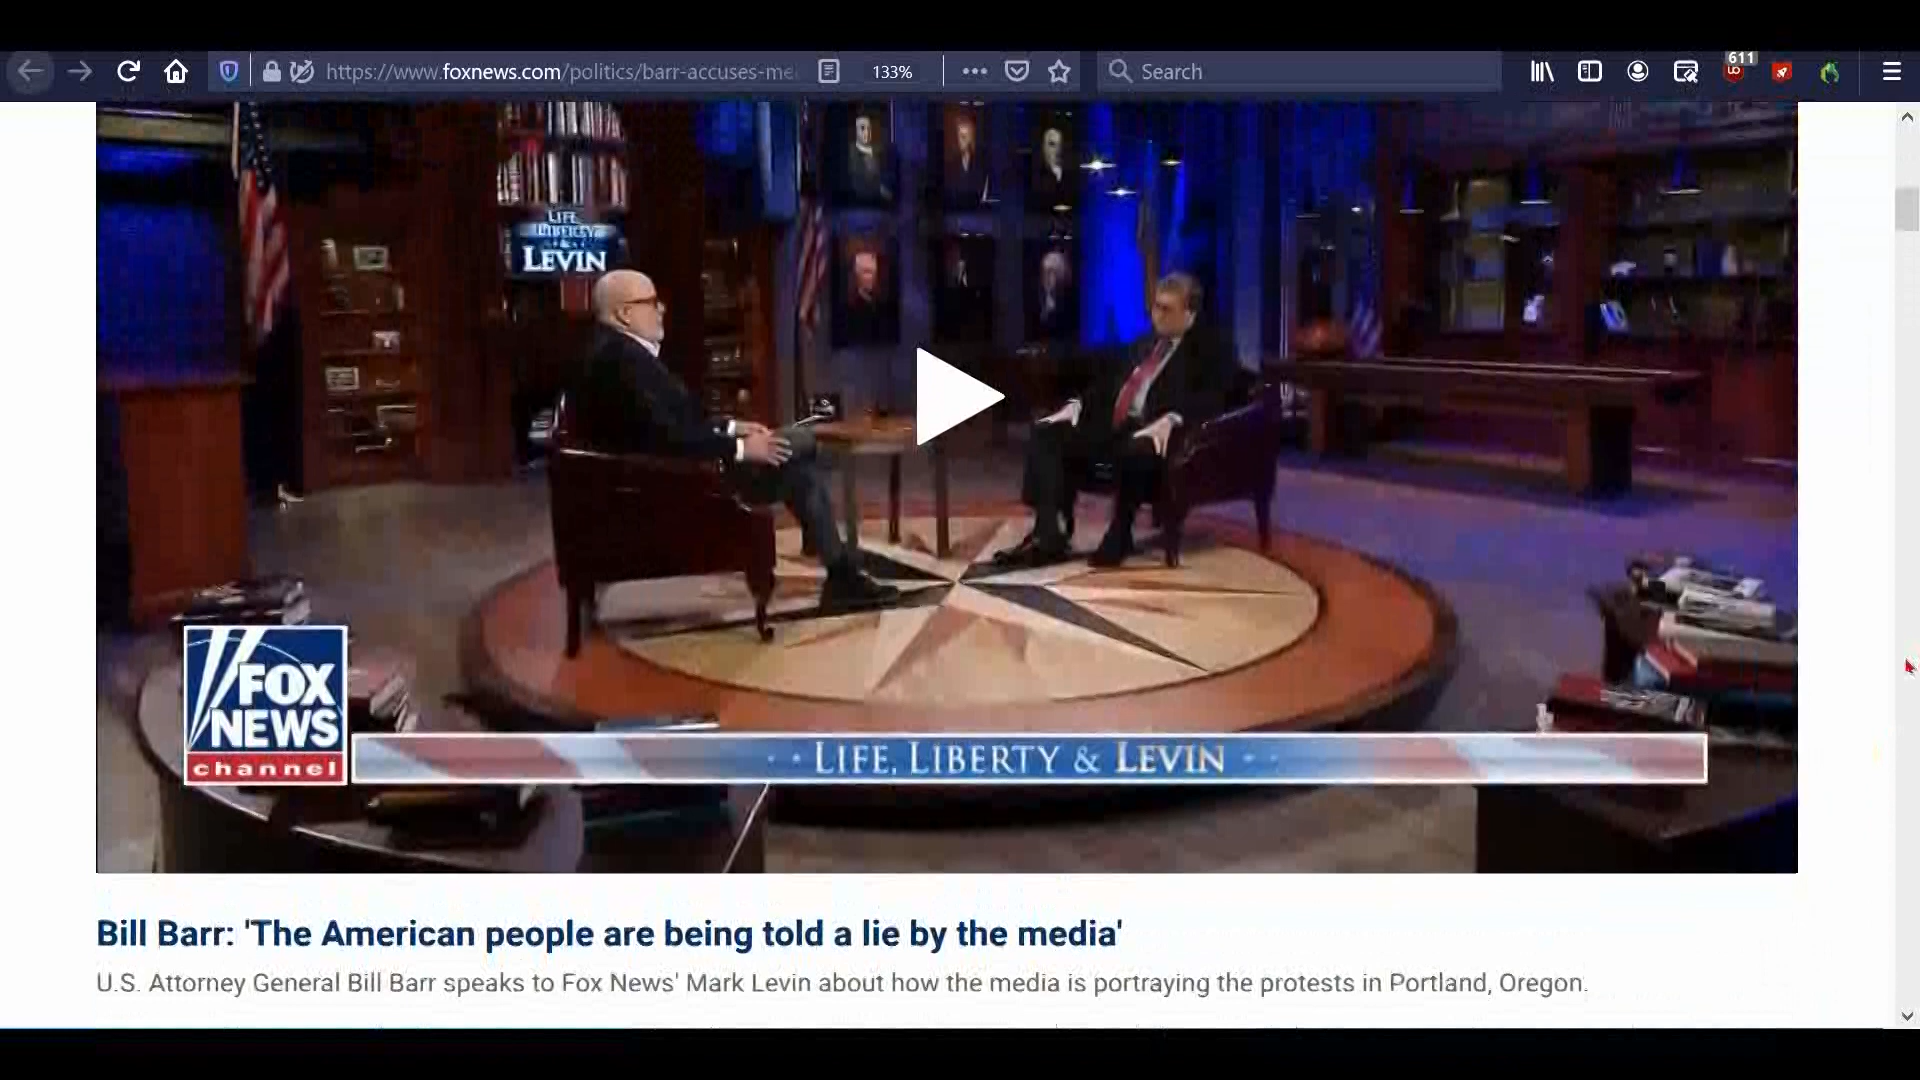 611
https://www.foxnews.com/politics/barr-accuses-me
133%
Search
LIFE
LIBERTY
&
LEVIN
FOX
NEWS
channel
LIFE, LIBERTY & LEVIN
Bill Barr: 'The American people are being told a lie by the media'
U.S. Attorney General Bill Barr speaks to Fox News' Mark Levin about how the media is portraying the protests in Portland, Oregon.